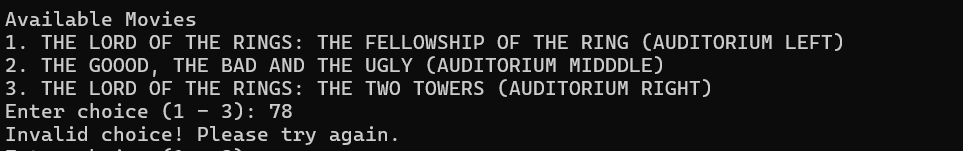 Available Movies
1. THE LORD OF THE RINGS: THE FELLOWSHIP OF THE RING (AUDITORIUM LEFT)
2. THE GOOOD, THE BAD AND THE UGLY (AUDITORIUM MIDDDLE)
3. THE LORD OF THE RINGS: THE TWO TOWERS (AUDITORIUM RIGHT)
Enter choice (1 - 3): 78
Invalid choice! Please try again.